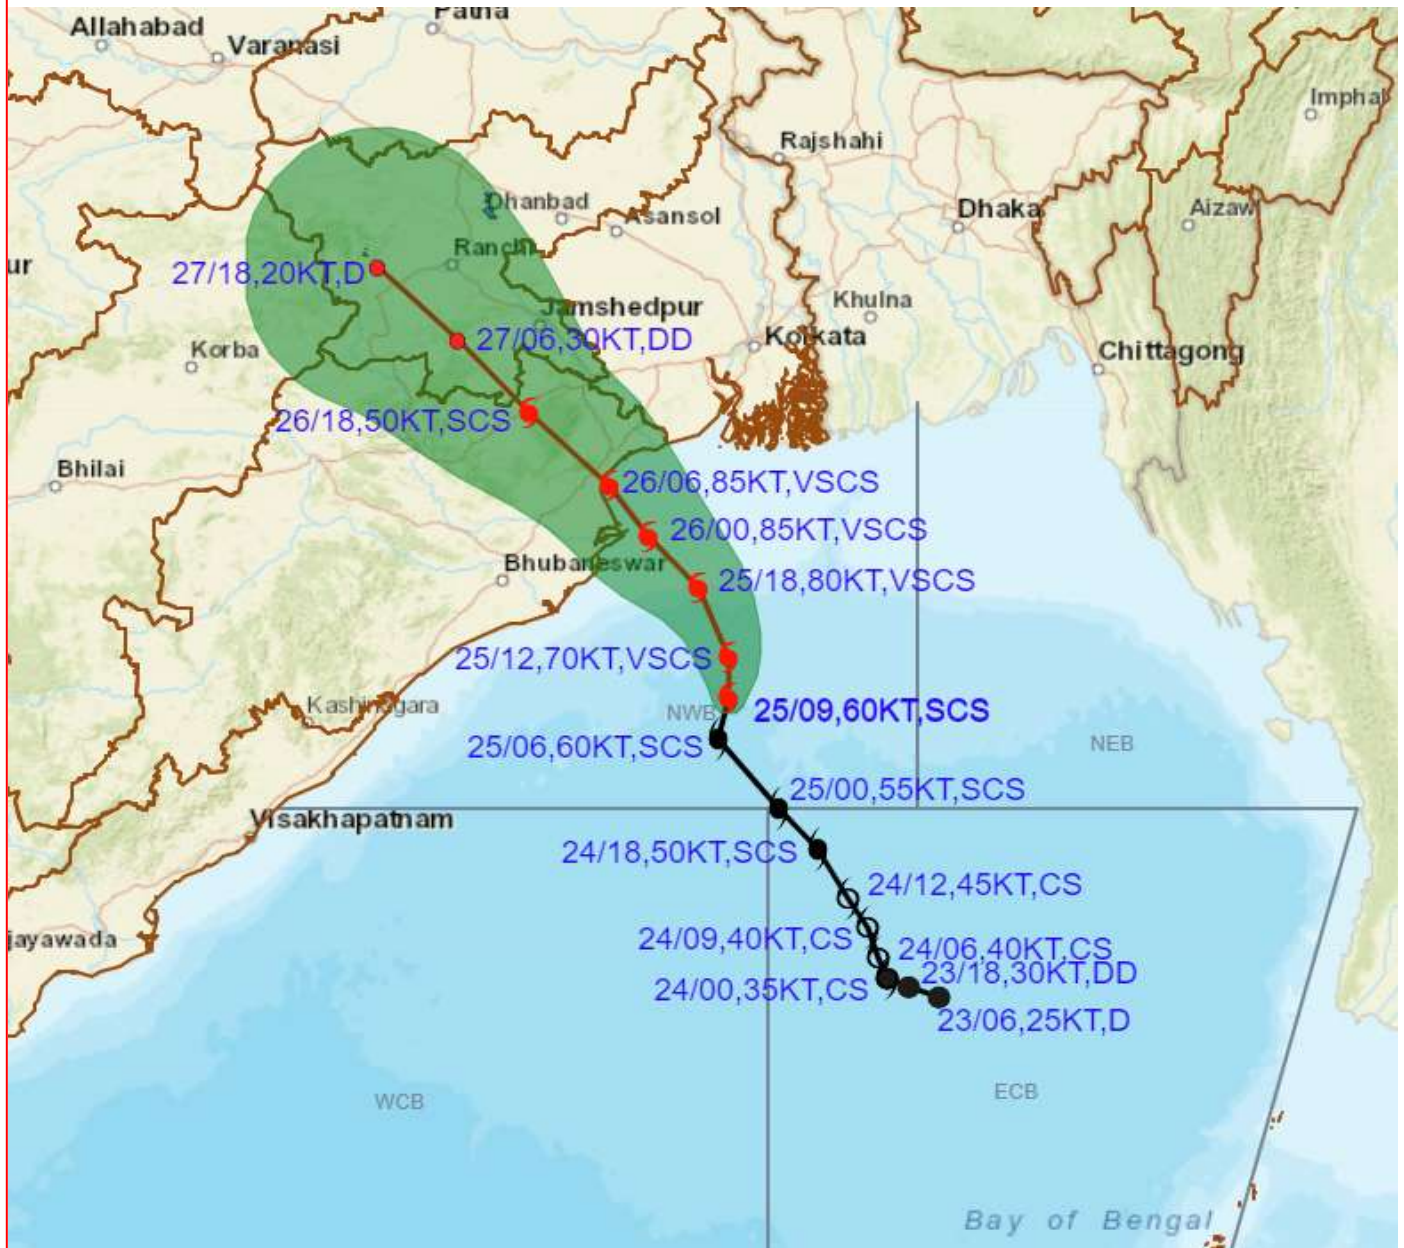 Patna
Allahabad
Varanasi
Imphal
Rajshahi
Dhanbad
Asansol
Dhaka
Aizaw
Ranchi
ur
27/18,20KT,D
Jamshedpur
Khulna
27/06,30KT,DD
Kolkata
Korba
Chittagong
26/18,50KT,SCS
Bhilai
26/06,85KT,VSCS
26/00,85KT,VSCS
Bhubaneswar
25/18,80KT,VSCS
25/12,70KT,VSCS
Kashinagara
NWB
25/09,60KT,SCS
25/06,60KT,SCS
NEB
25/00,55KT,SCS
Visakhapatnam
24/18,50KT,SCS
24/12,45KT,CS
jayawada
24/09,40KT,CS
24/06,40KT,CS
23/18,30KT,DD
24/00,35KT,CS
23/06,25KT,D
WCB
ECB
Bay of Bengal